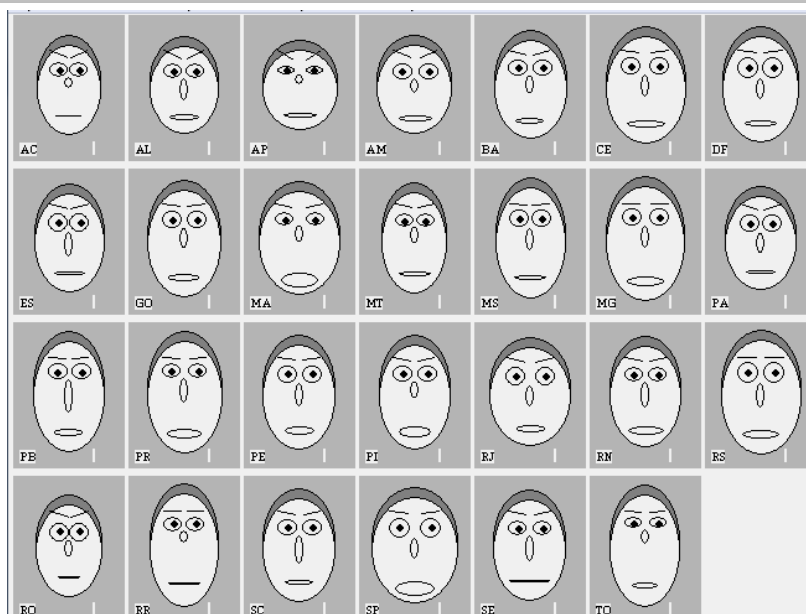 AC AL AP AM BA CE DF
ES GO MA MT MS MG PA
PB PR PE PI RJ RN RS
RO RR SC SP SE TO